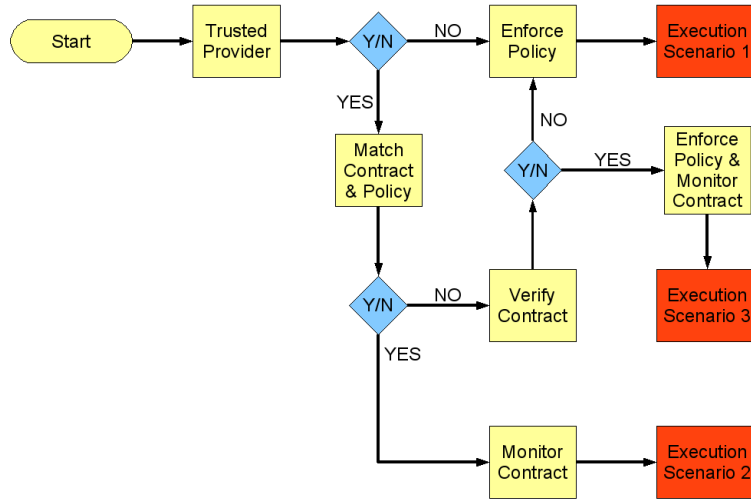 Start
Trusted
Provider
Y/N
NO
Enforce
Policy
Execution
Scenario 1
YES
NO
Match
Contract
& Policy
Y/N
YES
Enforce
Policy &
Monitor
Contract
Y/N
NO
Verify
Contract
Execution
Scenario 3
YES
Monitor
Contract
Execution
Scenario 2